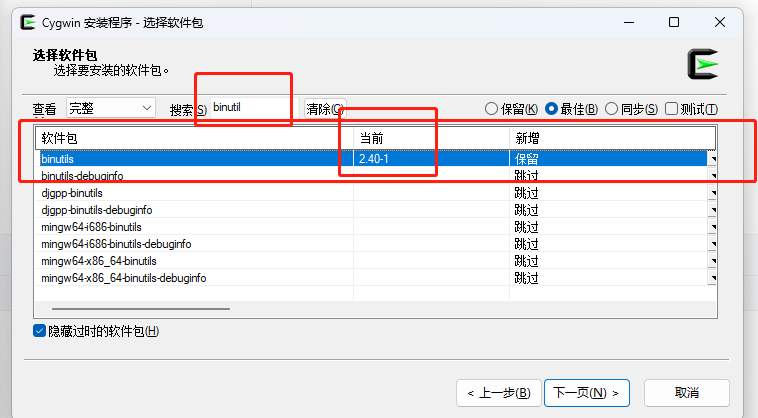 Cygwin 安装程序 - 选择软件包
选择软件包
选择要安装的软件包。
查看 完整 搜索(S) binutil 清除(C) 保留(K) 最佳(B) 同步(S) 测试(T)
软件包 当前 新增
binutils 2.40-1 保留
binutils-debuginfo 跳过
djgpp-binutils 跳过
djgpp-binutils-debuginfo 跳过
mingw64-i686-binutils 跳过
mingw64-i686-binutils-debuginfo 跳过
mingw64-x86_64-binutils 跳过
mingw64-x86_64-binutils-debuginfo 跳过
隐藏过时的软件包(H)
< 上一步(B) 下一页(N) > 取消